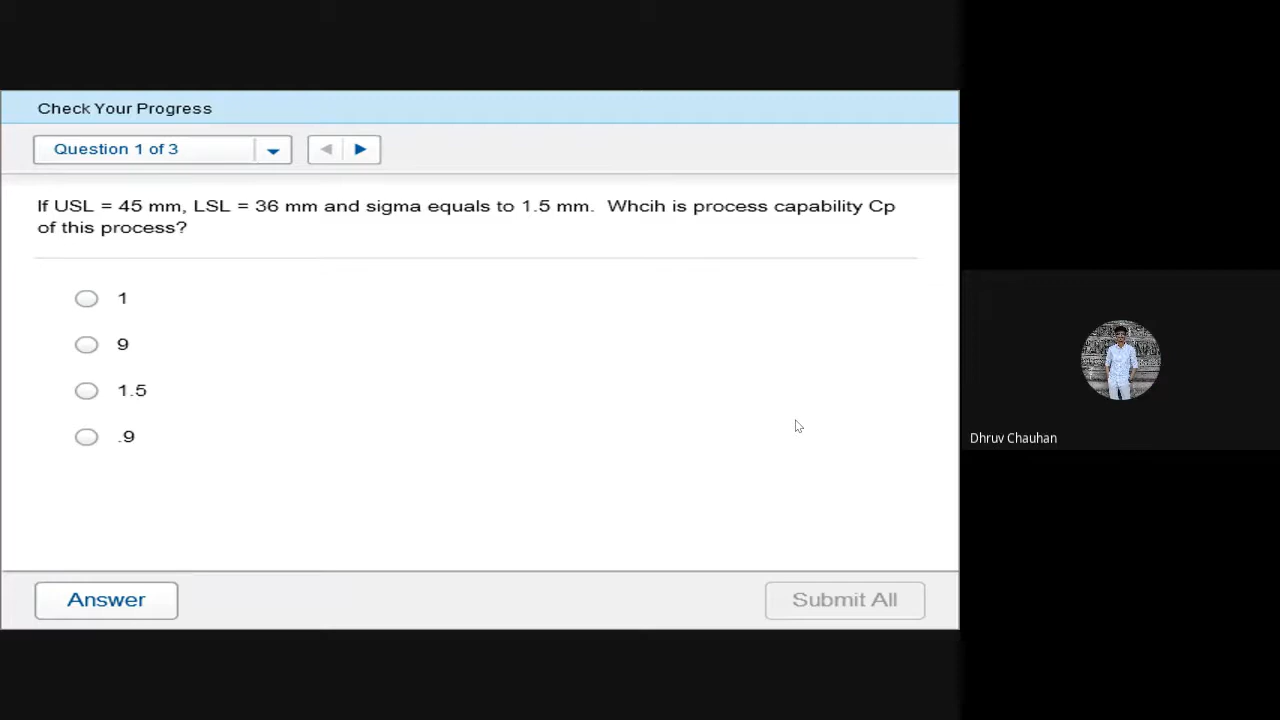 Check Your Progress
Question 1 of 3
If USL = 45 mm, LSL = 36 mm and sigma equals to 1.5 mm. Whcih is process capability Cp
of this process?
1
9
1.5
.9
Dhruv Chauhan
Answer
Submit All